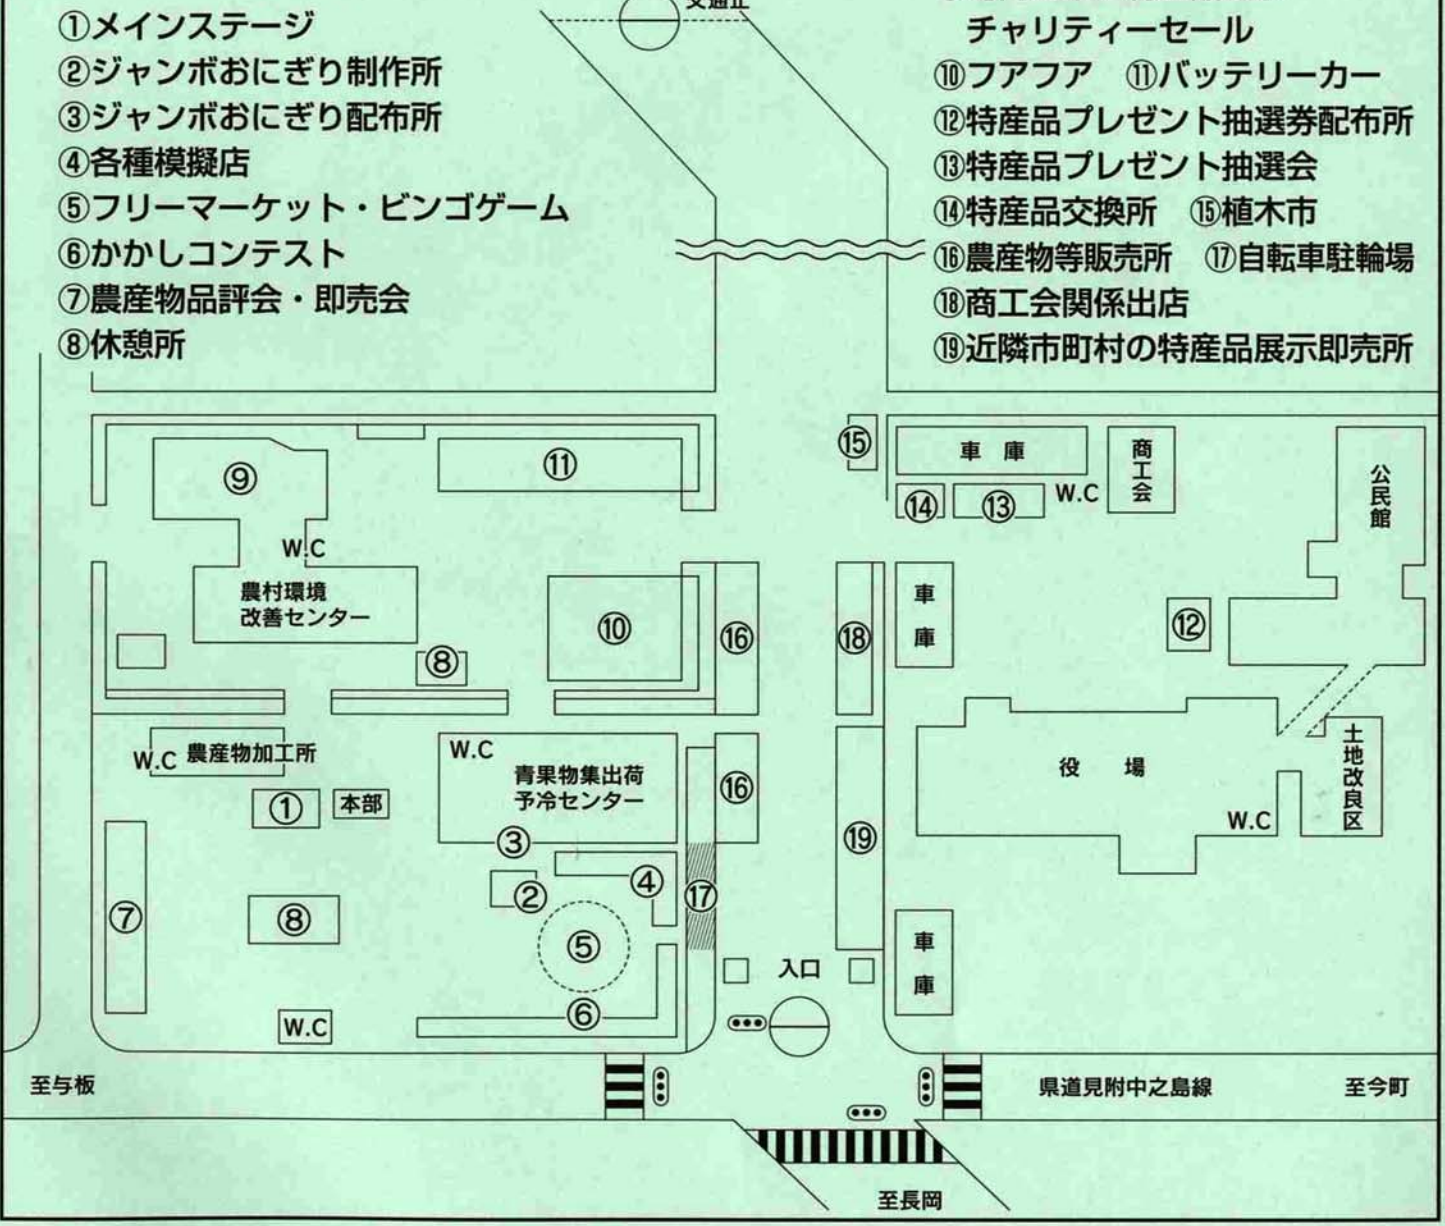 ①メインステージ
②ジャンボおにぎり制作所
③ジャンボおにぎり配布所
④各種模擬店
⑤フリーマーケット・ビンゴゲーム
⑥かかしコンテスト
⑦農産物品評会・即売会
⑧休憩所
チャリティーセール
⑩フアフア ⑪バッテリーカー
⑫特産品プレゼント抽選券配布所
⑬特産品プレゼント抽選会
⑭特産品交換所 ⑮植木市
⑯農産物等販売所 ⑰自転車駐輪場
⑱商工会関係出店
⑲近隣市町村の特産品展示即売所
⑨
⑪
⑮
車庫
商工会
公民館
⑭
⑬
W.C
W.C
農村環境
改善センター
⑩
⑯
⑱
車庫
⑫
⑧
W.C
農産物加工所
①
本部
W.C
青果物集出荷
予冷センター
③
⑯
役場
W.C
土地改良区
⑲
②
④
⑰
⑦
⑧
⑤
⑥
W.C
入口
車庫
至与板
県道見附中之島線
至今町
至長岡